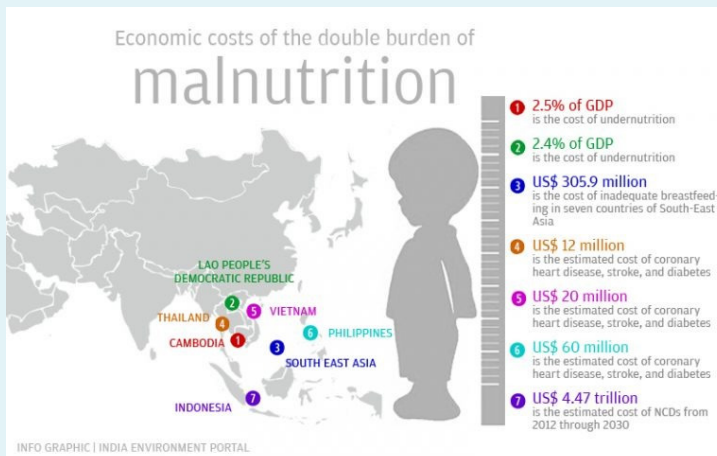 Economic costs of the double burden of
malnutrition
1 2.5% of GDP
is the cost of undernutrition
2 2.4% of GDP
is the cost of undernutrition
3 US$ 305.9 million
is the cost of inadequate breastfeed-
ing in seven countries of South-East
Asia
4 US$ 12 million
is the estimated cost of coronary
heart disease, stroke, and diabetes
5 US$ 20 million
is the estimated cost of coronary
heart disease, stroke, and diabetes
6 US$ 60 million
is the estimated cost of coronary
heart disease, stroke, and diabetes
7 US$ 4.47 trillion
is the estimated cost of NCDs from
2012 through 2030
LAO PEOPLE'S
DEMOCRATIC REPUBLIC
2
5 VIETNAM
THAILAND 4
6 PHILIPPINES
CAMBODIA 1
3
SOUTH EAST ASIA
7
INDONESIA
INFO GRAPHIC | INDIA ENVIRONMENT PORTAL